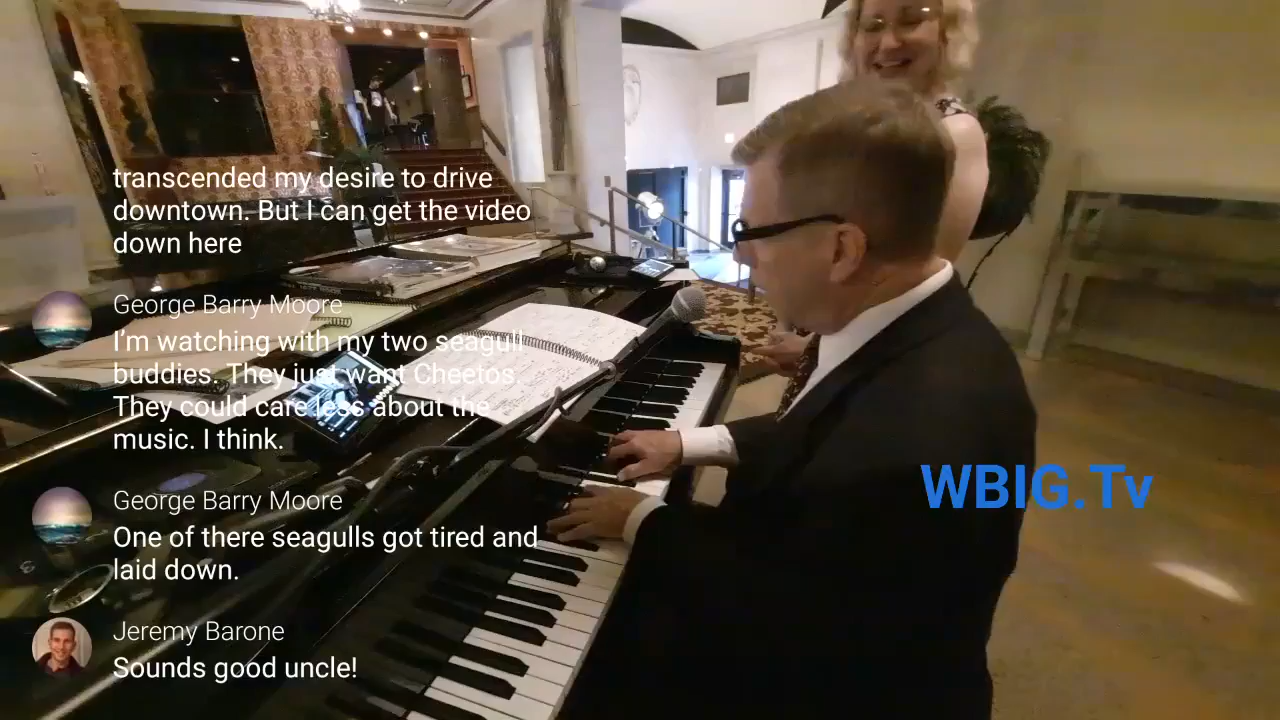 transcended my desire to drive
downtown. But I can get the video
down here
George Barry Moore
I'm watching with my two seagull
buddies. They just want Cheetos.
They could care less about the
music. I think.
George Barry Moore
One of there seagulls got tired and
laid down.
Jeremy Barone
Sounds good uncle!
WBIG.Tv